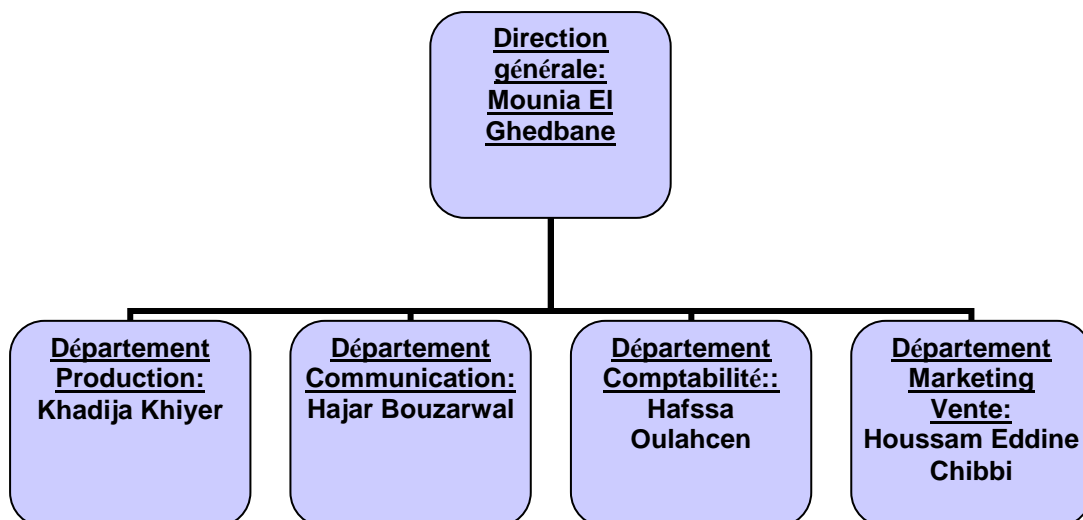 Direction
générale:
Mounia El
Ghedbane
Département
Production:
Khadija Khiyer
Département
Communication:
Hajar Bouzarwal
Département
Comptabilité::
Hafssa
Oulahcen
Département
Marketing
Vente:
Houssam Eddine
Chibbi